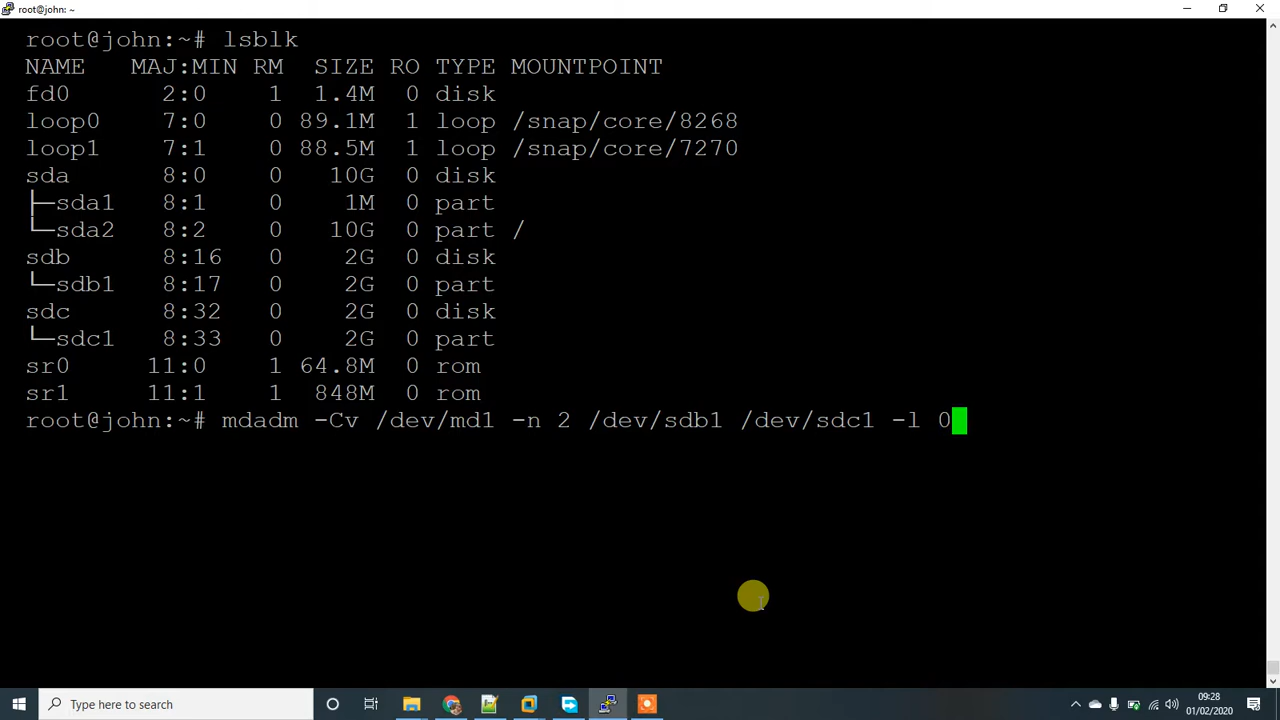 root@john: ~
root@john:~# lsblk
NAME   MAJ:MIN RM  SIZE RO TYPE MOUNTPOINT
fd0      2:0    1  1.4M  0 disk
loop0    7:0    0 89.1M  1 loop /snap/core/8268
loop1    7:1    0 88.5M  1 loop /snap/core/7270
sda      8:0    0   10G  0 disk
├─sda1   8:1    0    1M  0 part
└─sda2   8:2    0   10G  0 part /
sdb      8:16   0    2G  0 disk
└─sdb1   8:17   0    2G  0 part
sdc      8:32   0    2G  0 disk
└─sdc1   8:33   0    2G  0 part
sr0     11:0    1 64.8M  0 rom
sr1     11:1    1  848M  0 rom
root@john:~# mdadm -Cv /dev/md1 -n 2 /dev/sdb1 /dev/sdc1 -l 0
Type here to search
09:28
01/02/2020